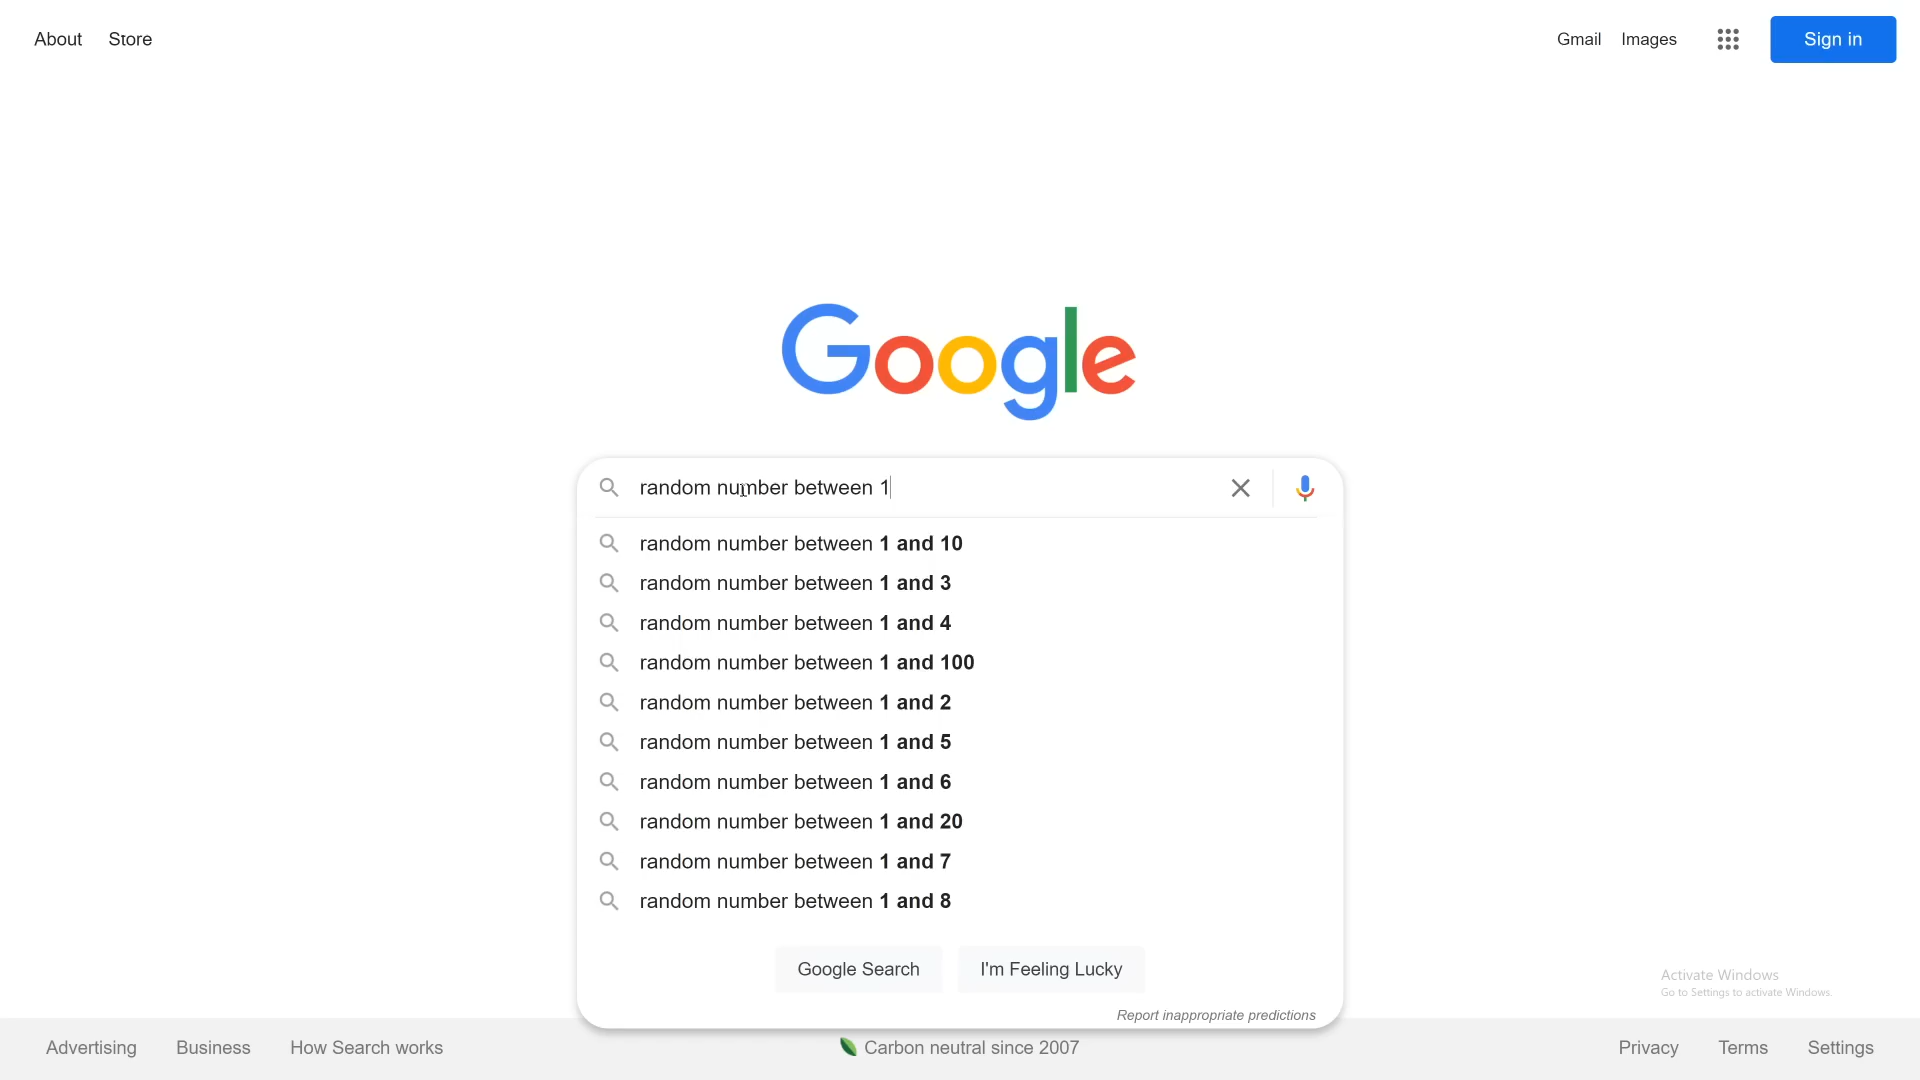 About Store Gmail Images Sign in
Google
random number between 1
random number between 1 and 10
random number between 1 and 3
random number between 1 and 4
random number between 1 and 100
random number between 1 and 2
random number between 1 and 5
random number between 1 and 6
random number between 1 and 20
random number between 1 and 7
random number between 1 and 8
Google Search I'm Feeling Lucky
Activate Windows
Go to Settings to activate Windows.
Report inappropriate predictions
Advertising Business How Search works Carbon neutral since 2007 Privacy Terms Settings